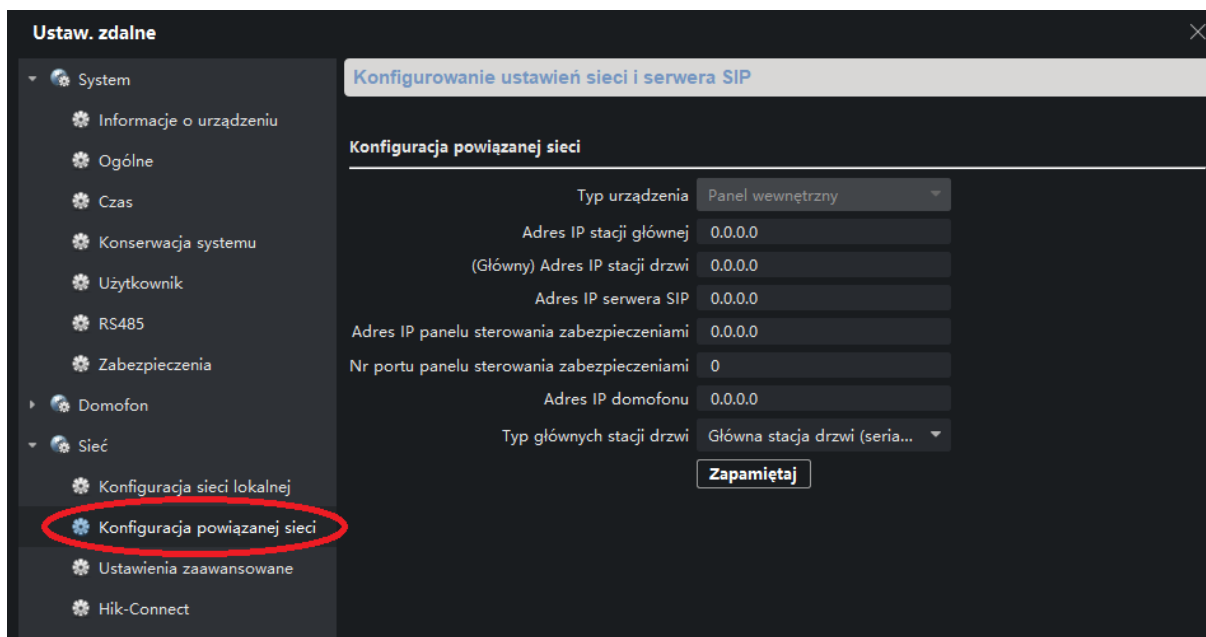 Ustaw. zdalne
System
Informacje o urządzeniu
Ogólne
Czas
Konserwacja systemu
Użytkownik
RS485
Zabezpieczenia
Domofon
Sieć
Konfiguracja sieci lokalnej
Konfiguracja powiązanej sieci
Ustawienia zaawansowane
Hik-Connect
Konfigurowanie ustawień sieci i serwera SIP
Konfiguracja powiązanej sieci
Typ urządzenia Panel wewnętrzny
Adres IP stacji głównej 0.0.0.0
(Główny) Adres IP stacji drzwi 0.0.0.0
Adres IP serwera SIP 0.0.0.0
Adres IP panelu sterowania zabezpieczeniami 0.0.0.0
Nr portu panelu sterowania zabezpieczeniami 0
Adres IP domofonu 0.0.0.0
Typ głównych stacji drzwi Główna stacja drzwi (seria...
Zapamiętaj